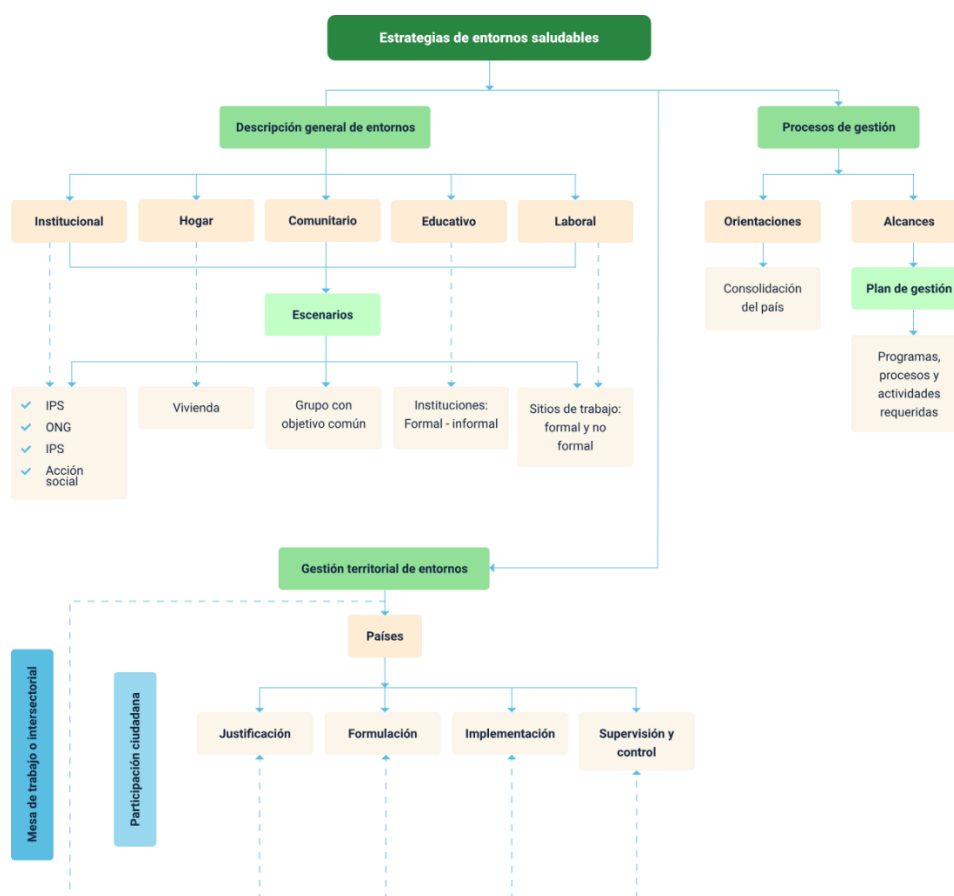 Estrategias de entornos saludables
Descripción general de entornos
Procesos de gestión
Institucional
Hogar
Comunitario
Educativo
Laboral
Orientaciones
Alcances
Consolidación
del país
Plan de gestión
Escenarios
Programas,
procesos y
actividades
requeridas
IPS
ONG
IPS
Acción
social
Vivienda
Grupo con
objetivo común
Instituciones:
Formal - informal
Sitios de trabajo:
formal y no
formal
Gestión territorial de entornos
Países
Mesa de trabajo o intersectorial
Participación ciudadana
Justificación
Formulación
Implementación
Supervisión y
control